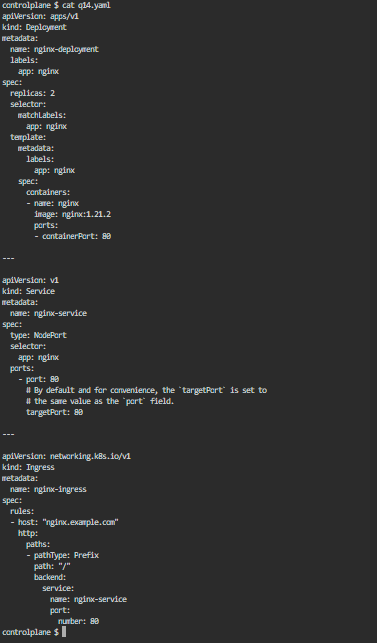 controlplane $ cat q14.yaml
apiVersion: apps/v1
kind: Deployment
metadata:
  name: nginx-deployment
  labels:
    app: nginx
spec:
  replicas: 2
  selector:
    matchLabels:
      app: nginx
  template:
    metadata:
      labels:
        app: nginx
    spec:
      containers:
      - name: nginx
        image: nginx:1.21.2
        ports:
        - containerPort: 80

---

apiVersion: v1
kind: Service
metadata:
  name: nginx-service
spec:
  type: NodePort
  selector:
    app: nginx
  ports:
    - port: 80
      # By default and for convenience, the `targetPort` is set to
      # the same value as the `port` field.
      targetPort: 80

---

apiVersion: networking.k8s.io/v1
kind: Ingress
metadata:
  name: nginx-ingress
spec:
  rules:
  - host: "nginx.example.com"
    http:
      paths:
      - pathType: Prefix
        path: "/"
        backend:
          service:
            name: nginx-service
            port:
              number: 80
controlplane $